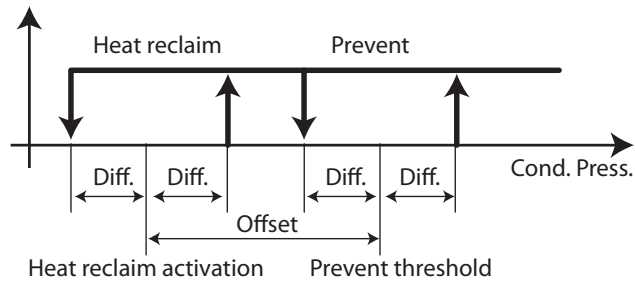 Heat reclaim Prevent
Cond. Press.
Diff. Diff. Diff. Diff.
Offset
Heat reclaim activation Prevent threshold